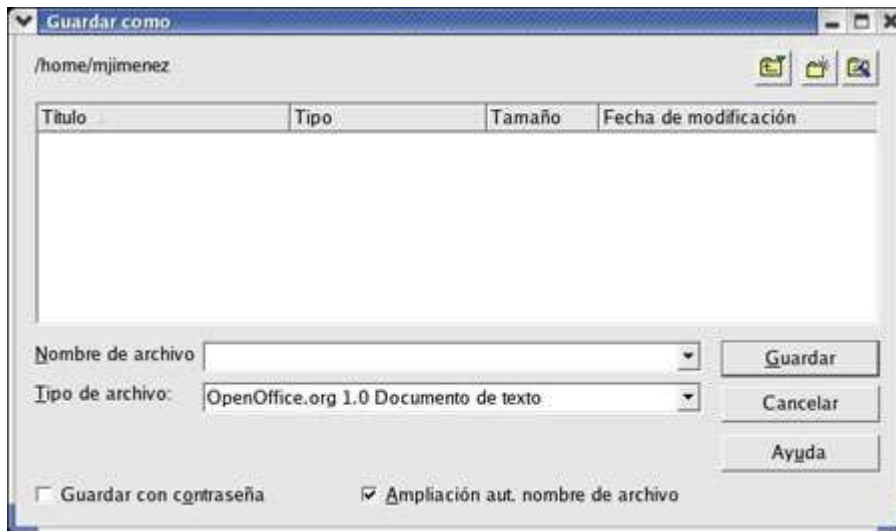 Guardar como
/home/mjimenez
Título Tipo Tamaño Fecha de modificación
Nombre de archivo Guardar
Tipo de archivo: OpenOffice.org 1.0 Documento de texto Cancelar
Ayuda
Guardar con contraseña Ampliación aut. nombre de archivo